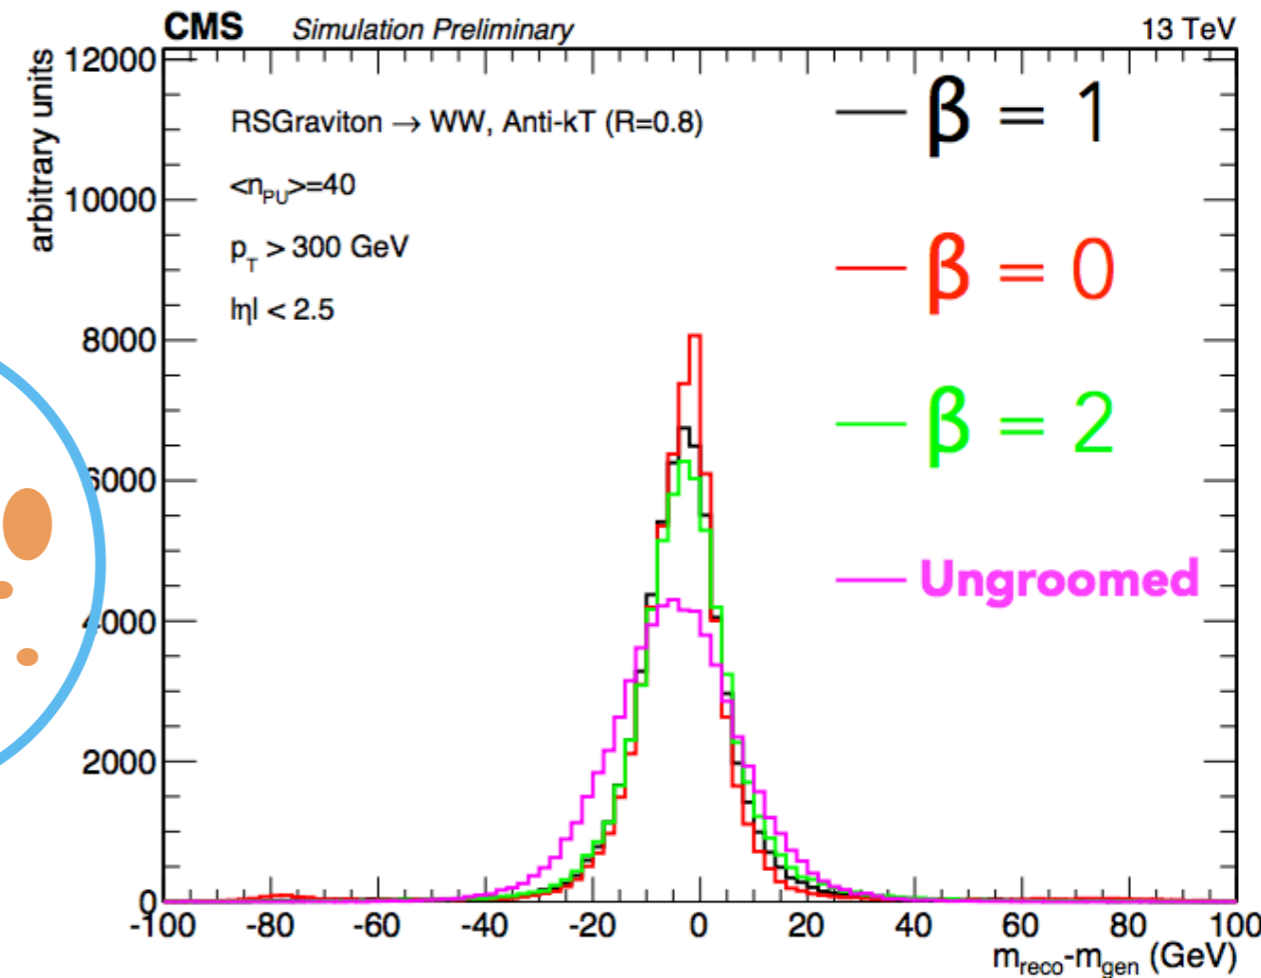 CMS Simulation Preliminary 13 TeV
arbitrary units
12000
10000
8000
6000
4000
2000
0
RSGraviton → WW, Anti-kT (R=0.8)
<n_PU>=40
p_T > 300 GeV
|η| < 2.5
β = 1
β = 0
β = 2
Ungroomed
-100 -80 -60 -40 -20 0 20 40 60 80 100
m_reco-m_gen (GeV)